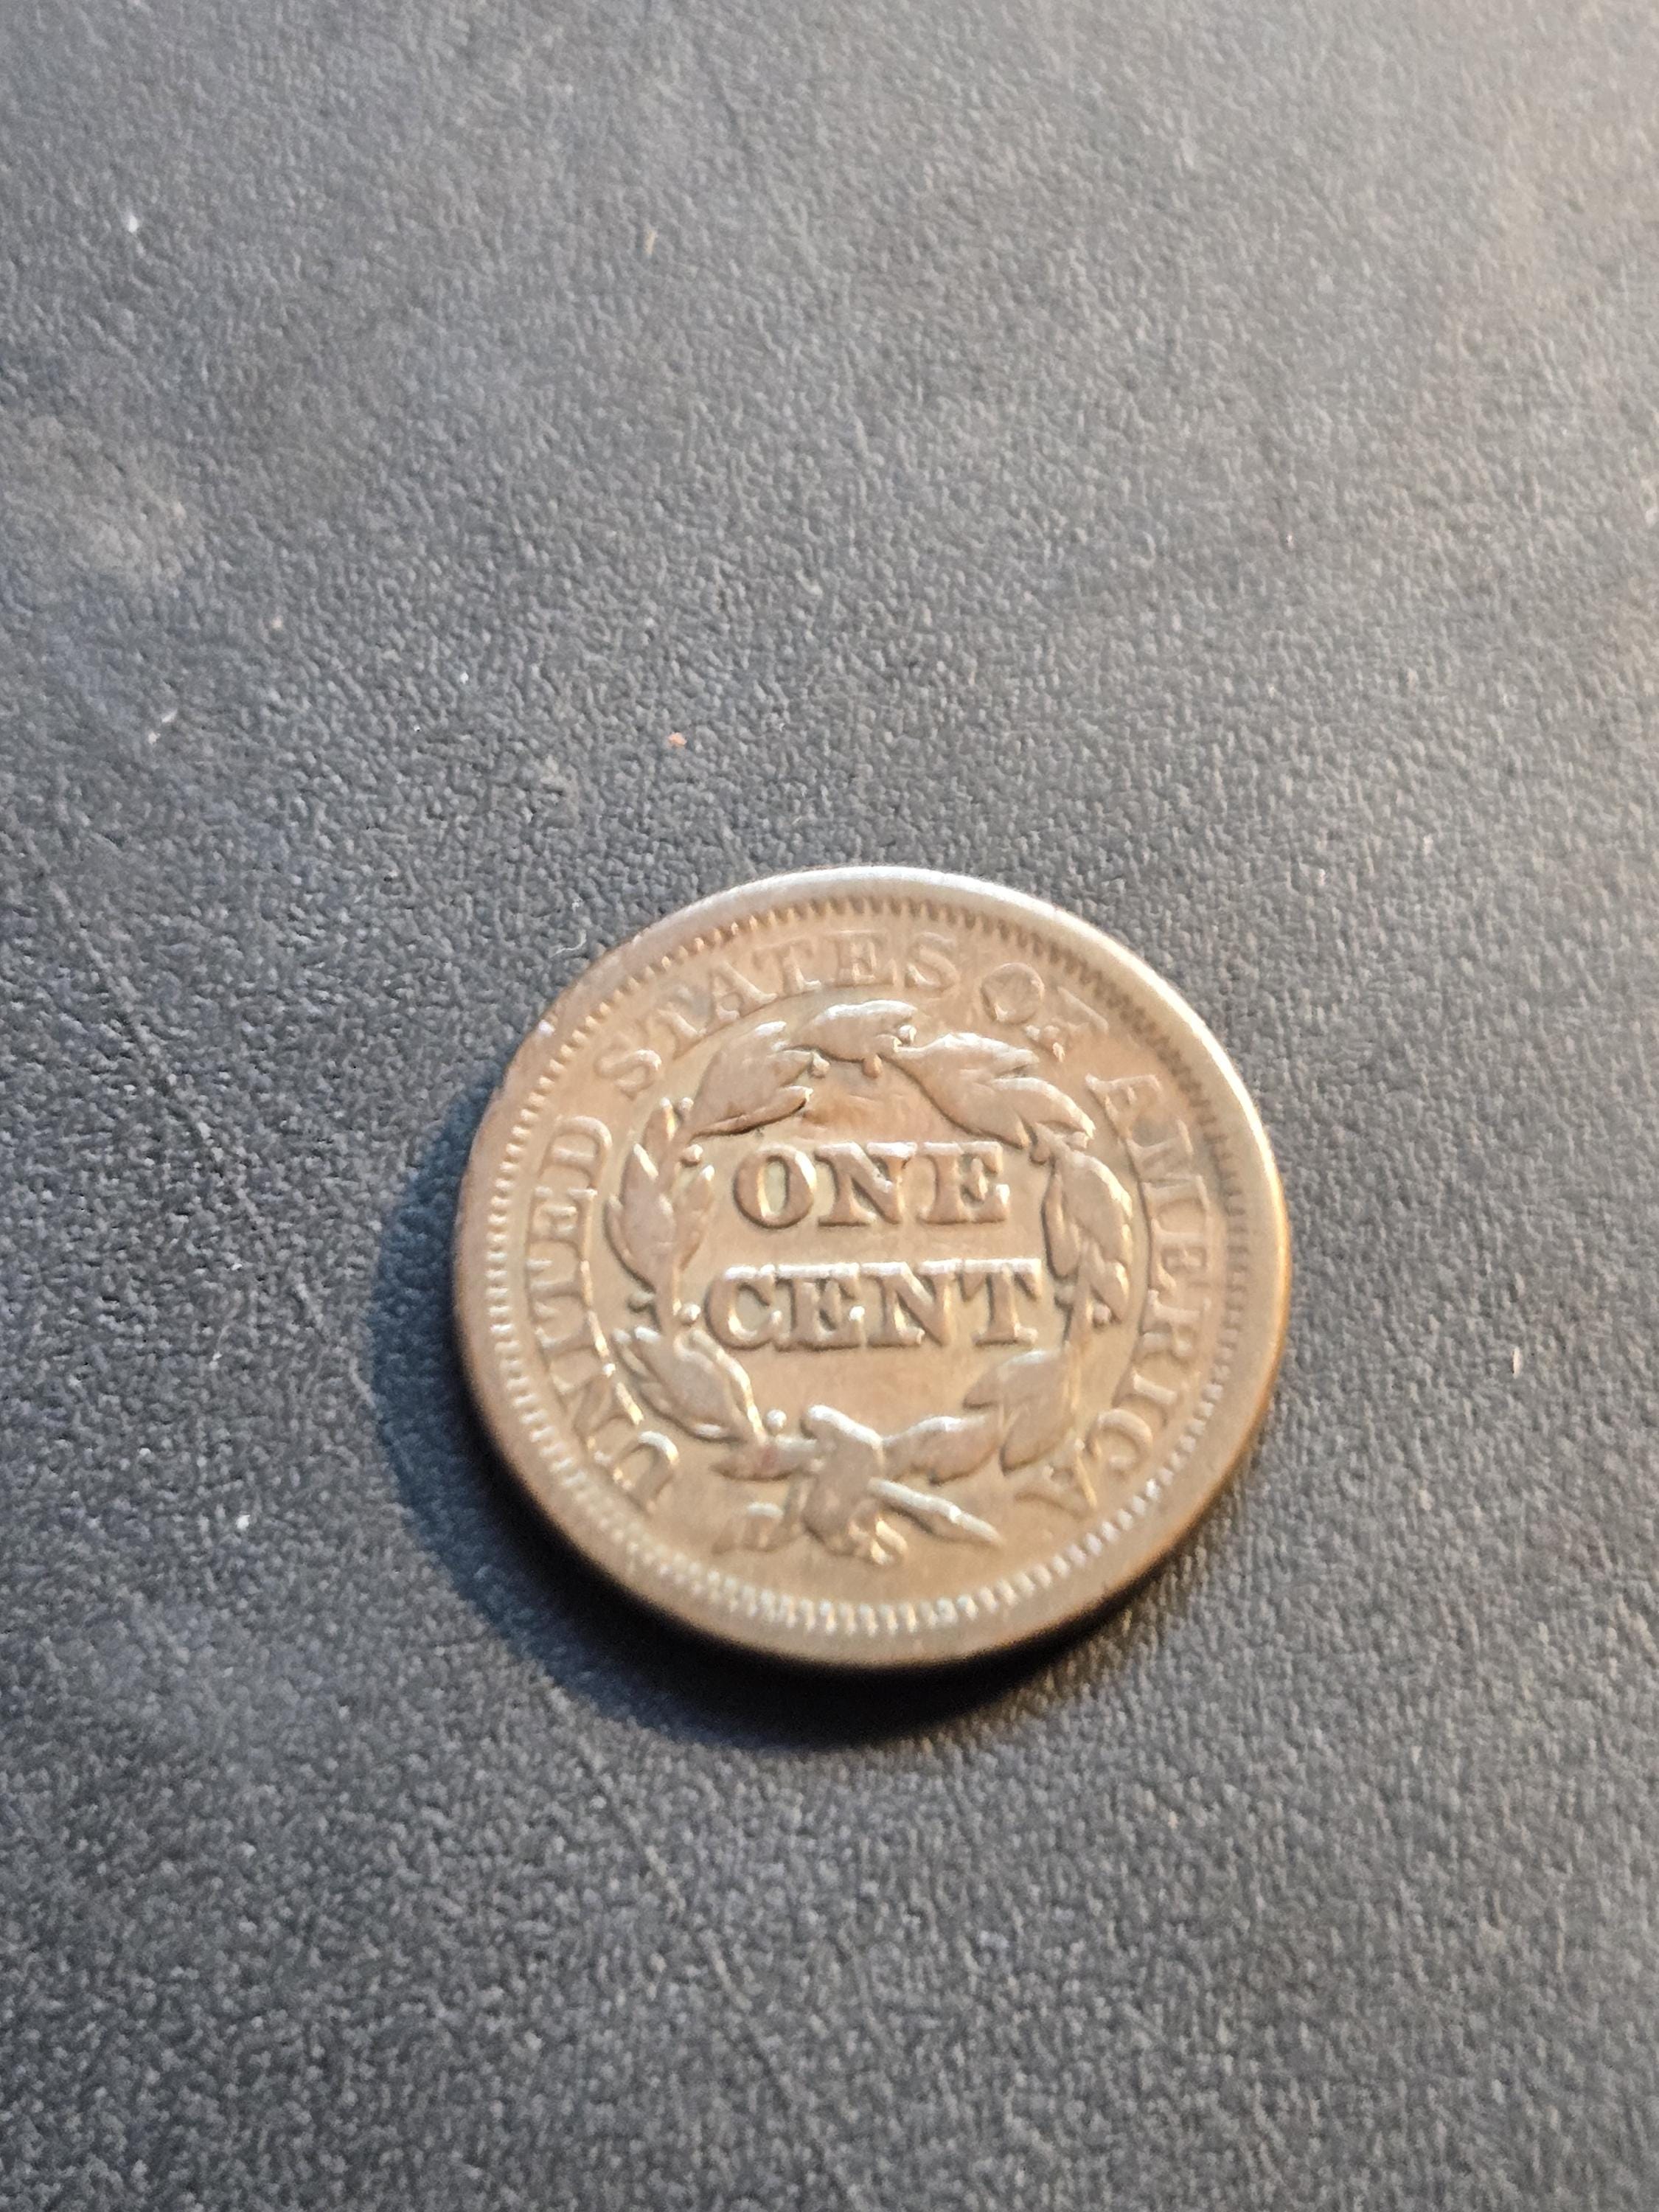 UNITED STATES OF AMERICA
ONE
CENT